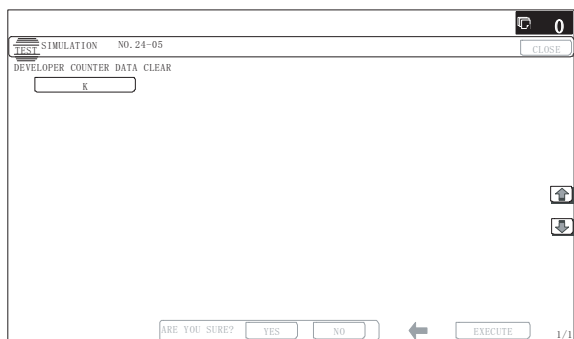 0
TEST SIMULATION NO.24-05 CLOSE
DEVELOPER COUNTER DATA CLEAR
K
ARE YOU SURE? YES NO EXECUTE 1/1